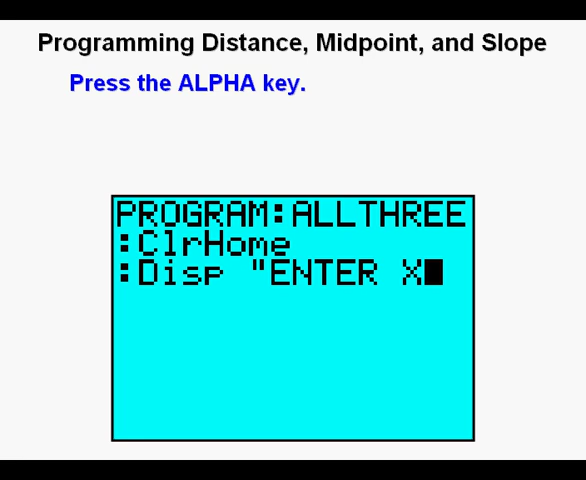 Programming Distance, Midpoint, and Slope
Press the ALPHA key.
PROGRAM:ALLTHREE
:ClrHome
:Disp "ENTER X